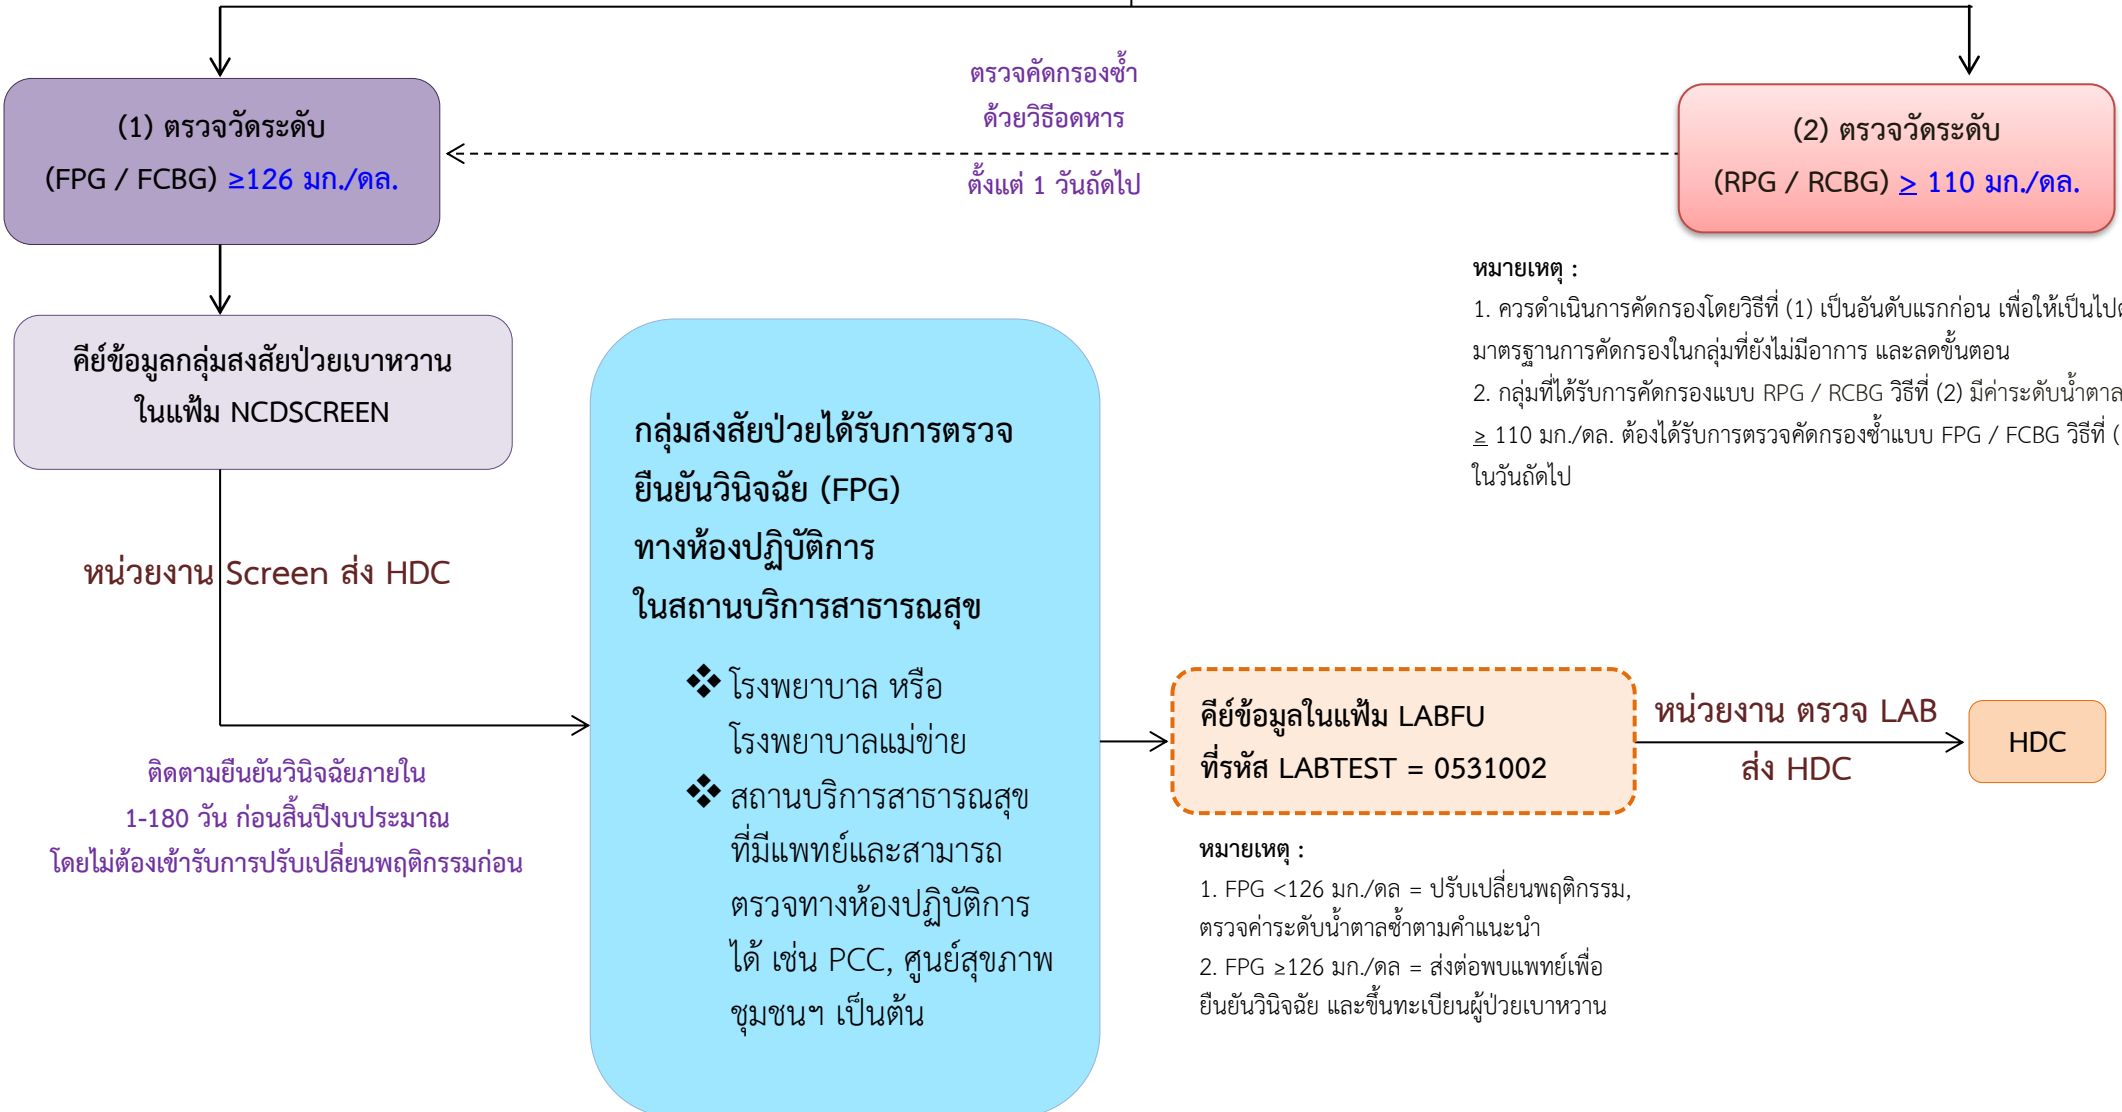 (1) ตรวจวัดระดับ
(FPG / FCBG) ≥126 มก./ดล.
ตรวจคัดกรองซ้ำ
ด้วยวิธีอดหาร
ตั้งแต่ 1 วันถัดไป
(2) ตรวจวัดระดับ
(RPG / RCBG) ≥ 110 มก./ดล.
หมายเหตุ :
1. ควรดำเนินการคัดกรองโดยวิธีที่ (1) เป็นอันดับแรกก่อน เพื่อให้เป็นไป
มาตรฐานการคัดกรองในกลุ่มที่ยังไม่มีอาการ และลดขั้นตอน
2. กลุ่มที่ได้รับการคัดกรองแบบ RPG / RCBG วิธีที่ (2) มีค่าระดับน้ำตาล
≥ 110 มก./ดล. ต้องได้รับการตรวจคัดกรองซ้ำแบบ FPG / FCBG วิธีที่ (
ในวันถัดไป
คีย์ข้อมูลกลุ่มสงสัยป่วยเบาหวาน
ในแฟ้ม NCDSCREEN
หน่วยงาน Screen ส่ง HDC
ติดตามยืนยันวินิจฉัยภายใน
1-180 วัน ก่อนสิ้นปีงบประมาณ
โดยไม่ต้องเข้ารับการปรับเปลี่ยนพฤติกรรมก่อน
กลุ่มสงสัยป่วยได้รับการตรวจ
ยืนยันวินิจฉัย (FPG)
ทางห้องปฏิบัติการ
ในสถานบริการสาธารณสุข
❖ โรงพยาบาล หรือ
โรงพยาบาลแม่ข่าย
❖ สถานบริการสาธารณสุข
ที่มีแพทย์และสามารถ
ตรวจทางห้องปฏิบัติการ
ได้ เช่น PCC, ศูนย์สุขภาพ
ชุมชนฯ เป็นต้น
คีย์ข้อมูลในแฟ้ม LABFU
ที่รหัส LABTEST = 0531002
หน่วยงาน ตรวจ LAB
ส่ง HDC
HDC
หมายเหตุ :
1. FPG <126 มก./ดล = ปรับเปลี่ยนพฤติกรรม,
ตรวจค่าระดับน้ำตาลซ้ำตามคำแนะนำ
2. FPG ≥126 มก./ดล = ส่งต่อพบแพทย์เพื่อ
ยืนยันวินิจฉัย และขึ้นทะเบียนผู้ป่วยเบาหวาน